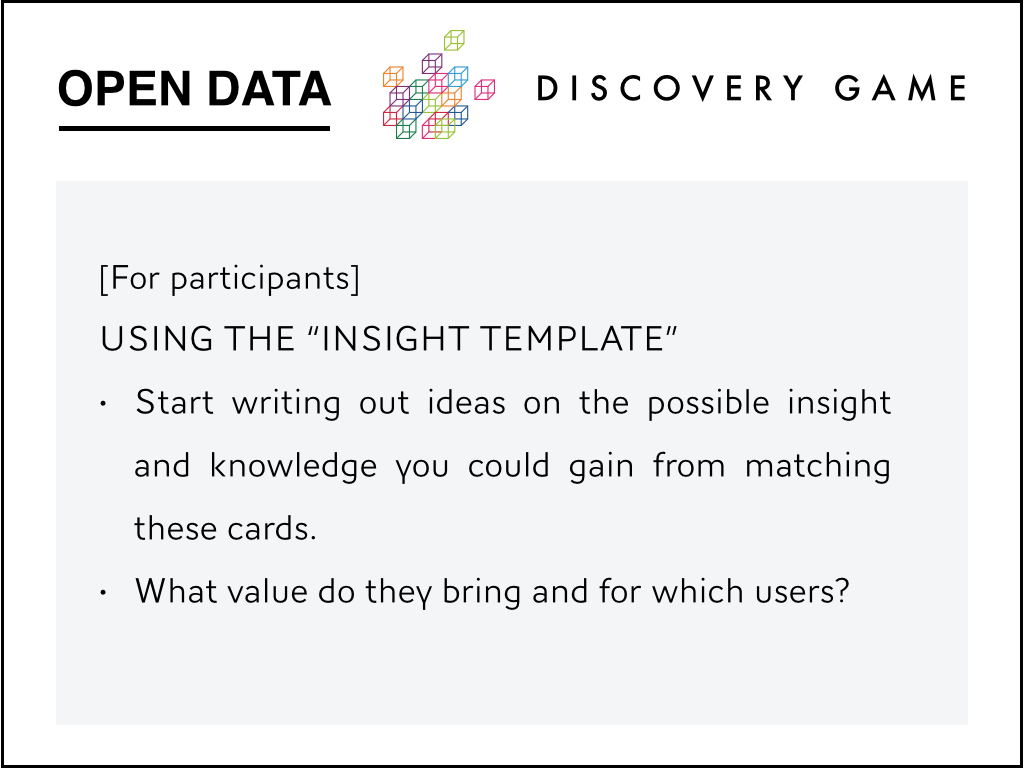 OPEN DATA
DISCOVERY GAME
[For participants]
USING THE “INSIGHT TEMPLATE”
• Start writing out ideas on the possible insight
and knowledge you could gain from matching
these cards.
• What value do they bring and for which users?